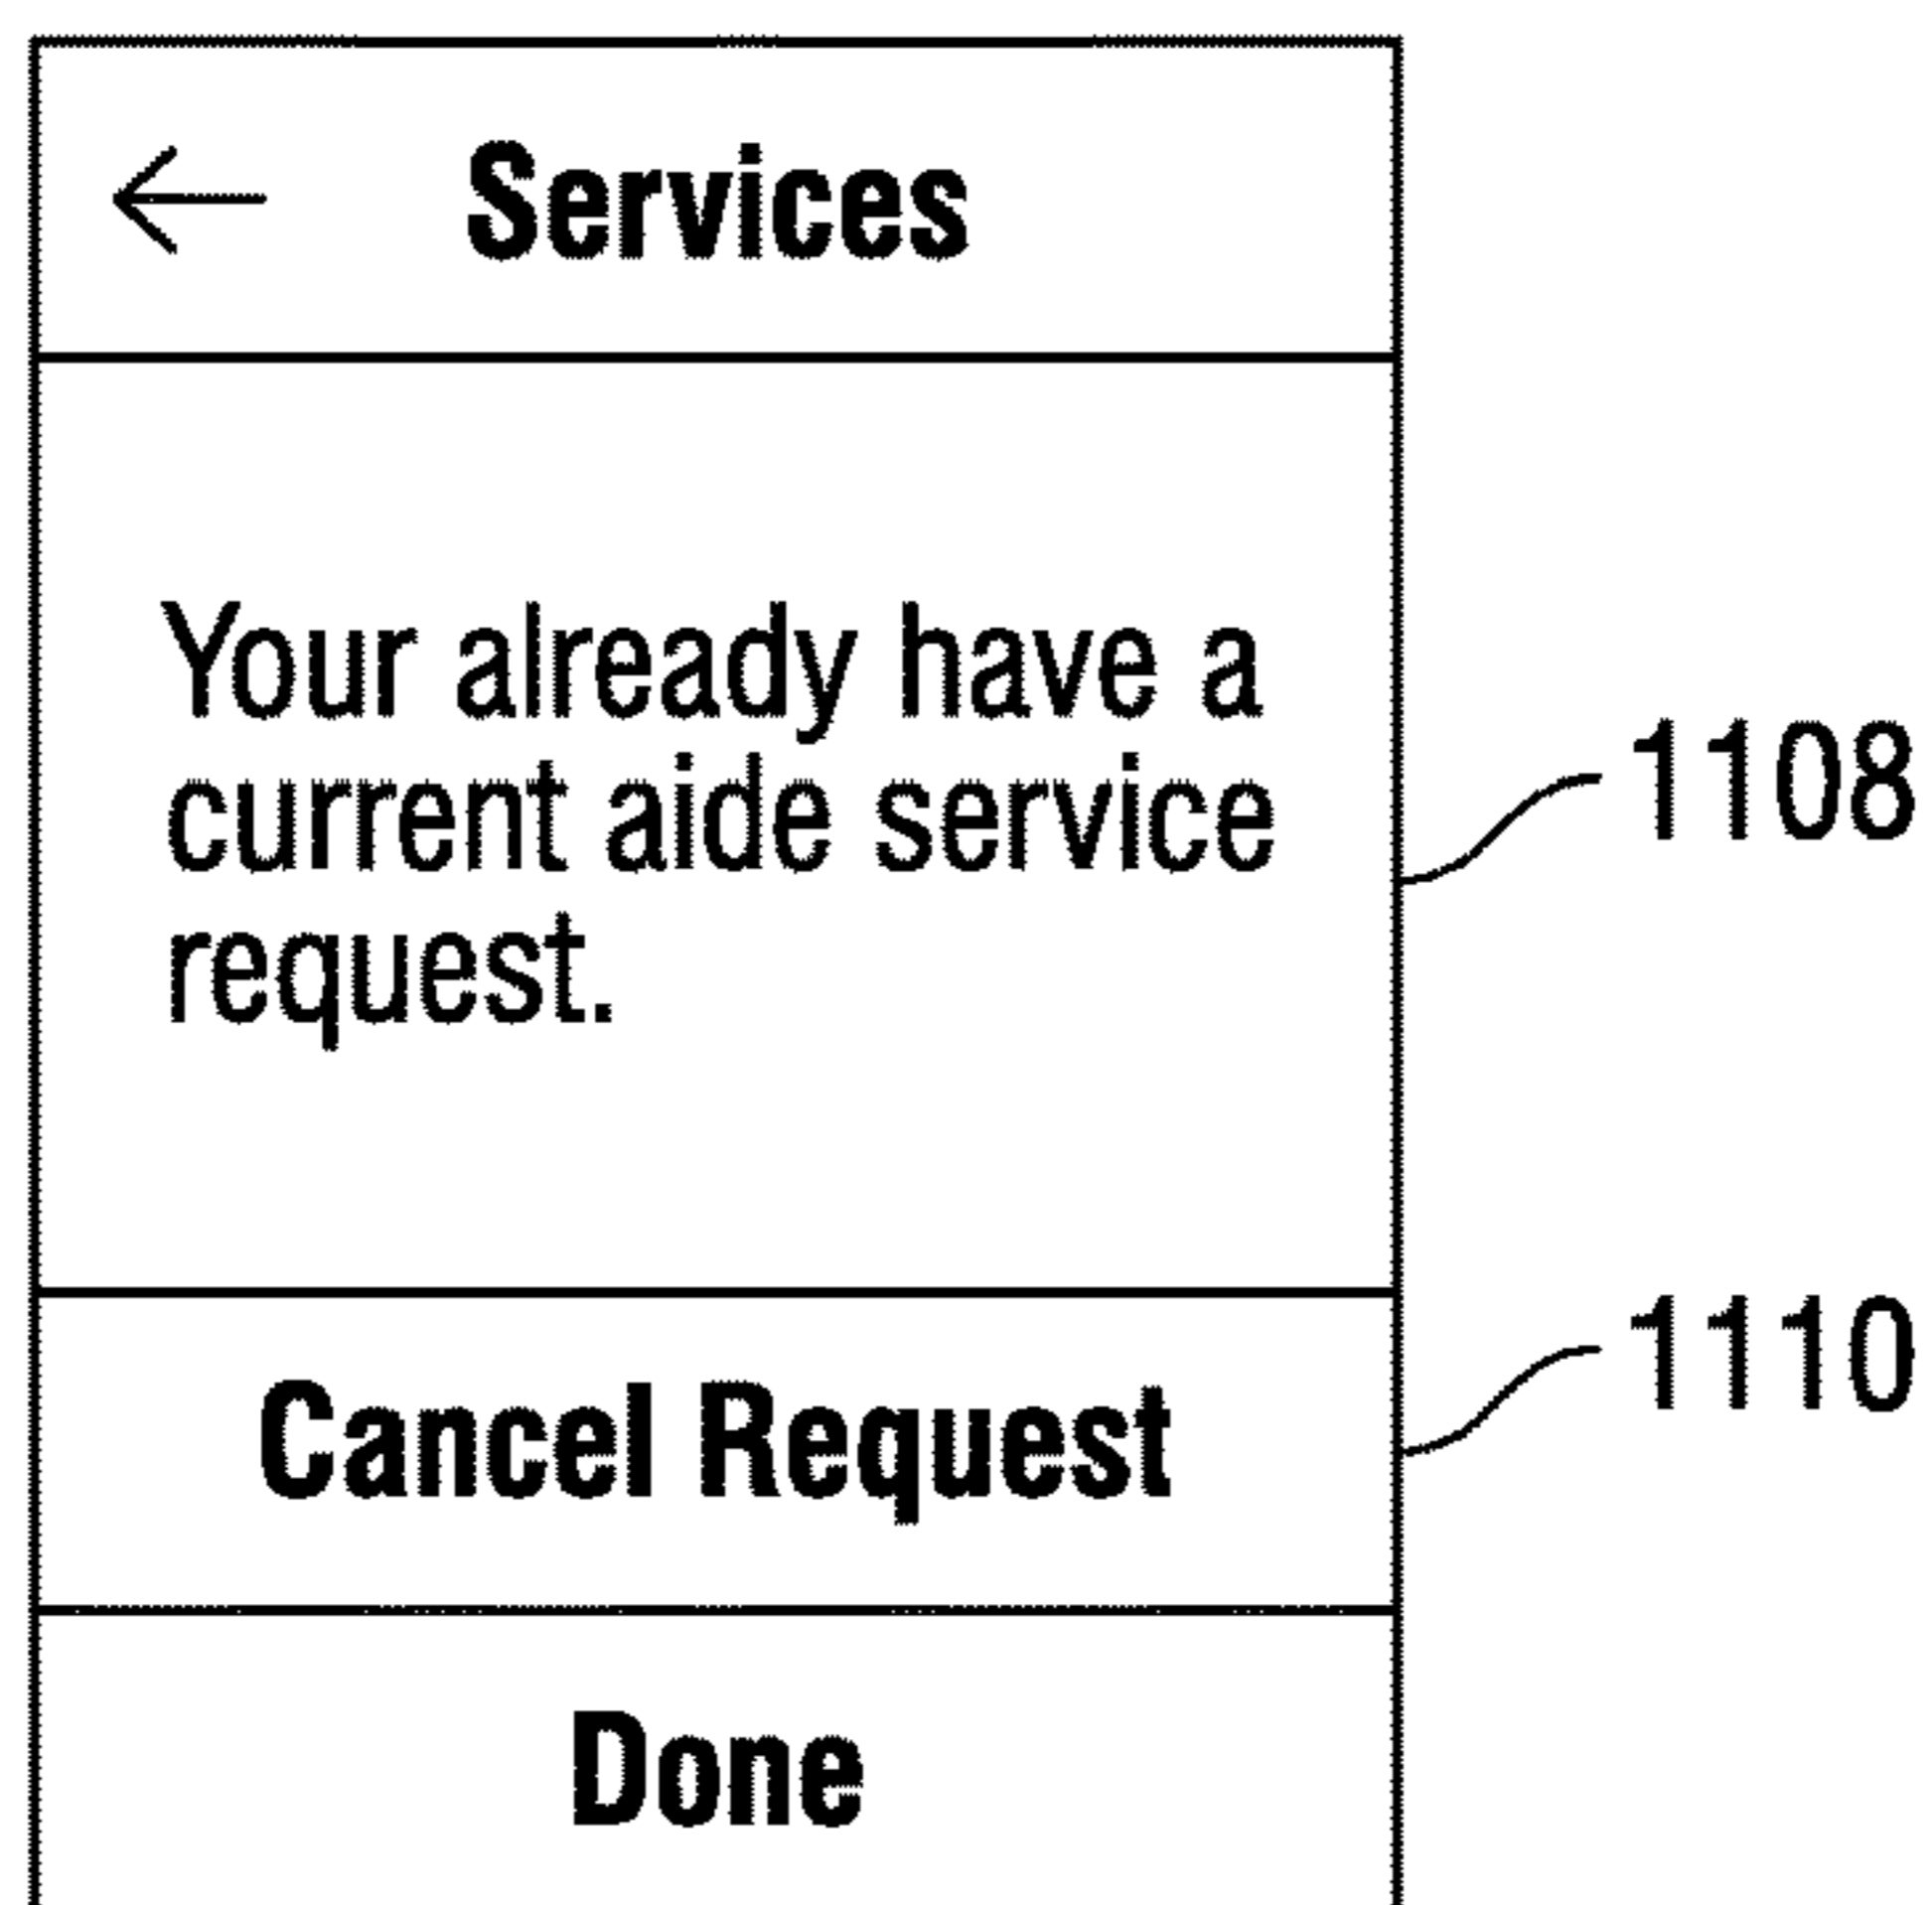 Services
Your already have a
current aide service
request.
1108
Cancel Request
1110
Done